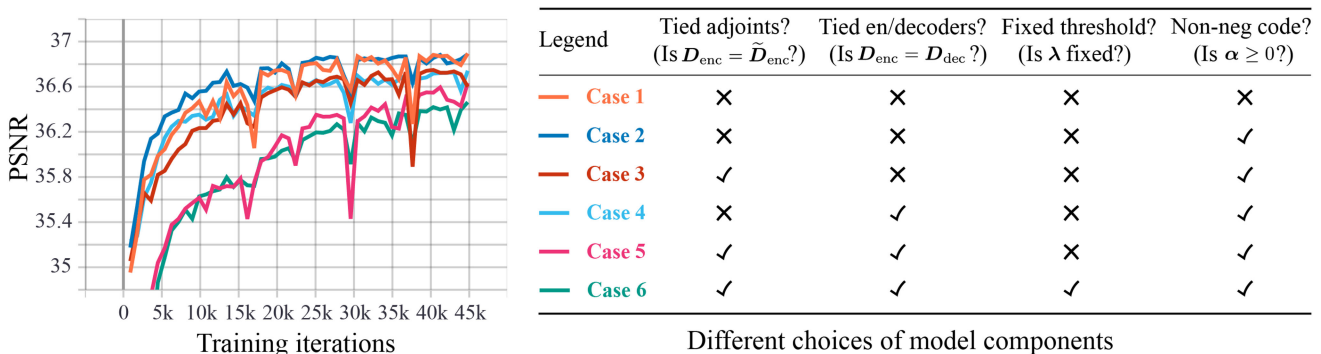 37
36.6
36.2
35.8
35.4
35
PSNR
0 5k 10k 15k 20k 25k 30k 35k 40k 45k
Training iterations
Legend
Tied adjoints?
(Is D_enc = D̃_enc?)
Tied en/decoders?
(Is D_enc = D_dec ?)
Fixed threshold?
(Is λ fixed?)
Non-neg code?
(Is α ≥ 0?)
Case 1 ✕ ✕ ✕ ✕
Case 2 ✕ ✕ ✕ ✓
Case 3 ✓ ✕ ✕ ✓
Case 4 ✕ ✓ ✕ ✓
Case 5 ✓ ✓ ✕ ✓
Case 6 ✓ ✓ ✓ ✓
Different choices of model components